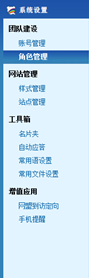 系统设置
团队建设
账号管理
角色管理
网站管理
样式管理
站点管理
工具箱
名片夹
自动应答
常用语设置
常用文件设置
增值应用
网盟到访定向
手机提醒